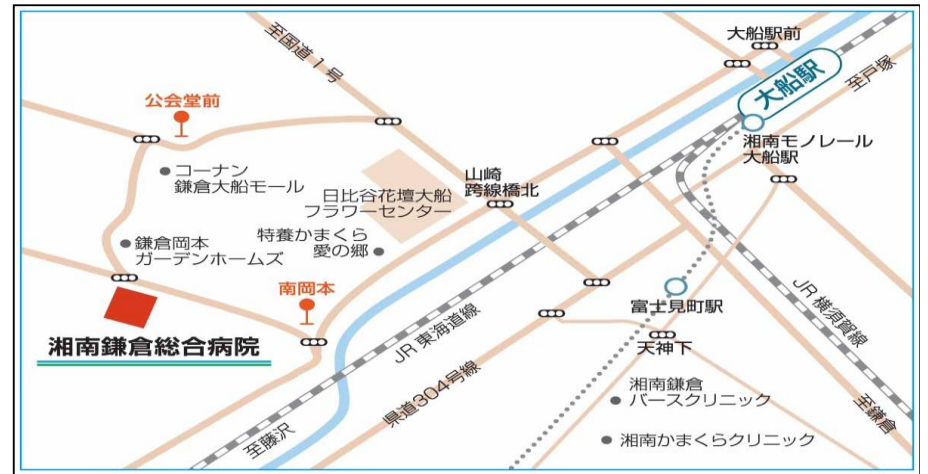 至国道1号
大船駅前
大船駅
至戸塚
公会堂前
湘南モノレール
大船駅
コーナン
鎌倉大船モール
山崎
跨線橋北
日比谷花壇大船
フラワーセンター
特養かまくら
愛の郷
鎌倉岡本
ガーデンホームズ
南岡本
富士見町駅
JR 横須賀線
湘南鎌倉総合病院
JR 東海道線
天神下
県道304号線
湘南鎌倉
バースクリニック
至鎌倉
至藤沢
湘南かまくらクリニック